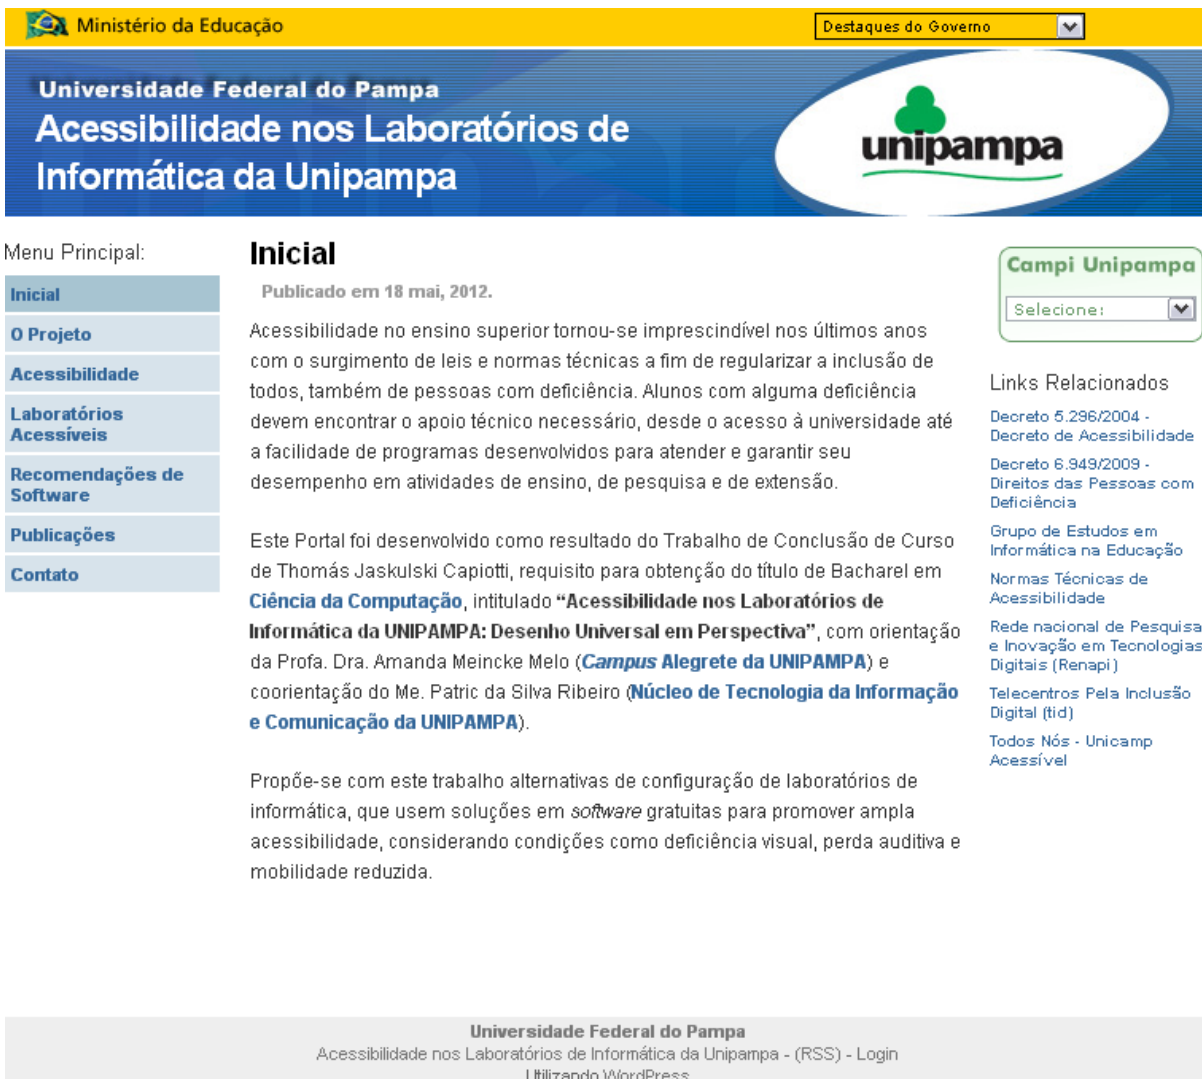 Ministério da Educação
Destaques do Governo
Universidade Federal do Pampa
Acessibilidade nos Laboratórios de
Informática da Unipampa
unipampa
Menu Principal:
Inicial
O Projeto
Acessibilidade
Laboratórios
Acessíveis
Recomendações de
Software
Publicações
Contato
Inicial
Publicado em 18 mai, 2012.
Acessibilidade no ensino superior tornou-se imprescindível nos últimos anos
com o surgimento de leis e normas técnicas a fim de regularizar a inclusão de
todos, também de pessoas com deficiência. Alunos com alguma deficiência
devem encontrar o apoio técnico necessário, desde o acesso à universidade até
a facilidade de programas desenvolvidos para atender e garantir seu
desempenho em atividades de ensino, de pesquisa e de extensão.
Este Portal foi desenvolvido como resultado do Trabalho de Conclusão de Curso
de Thomás Jaskulski Capiotti, requisito para obtenção do título de Bacharel em
Ciência da Computação, intitulado “Acessibilidade nos Laboratórios de
Informática da UNIPAMPA: Desenho Universal em Perspectiva”, com orientação
da Profa. Dra. Amanda Meincke Melo (Campus Alegrete da UNIPAMPA) e
coorientação do Me. Patric da Silva Ribeiro (Núcleo de Tecnologia da Informação
e Comunicação da UNIPAMPA).
Propõe-se com este trabalho alternativas de configuração de laboratórios de
informática, que usem soluções em software gratuitas para promover ampla
acessibilidade, considerando condições como deficiência visual, perda auditiva e
mobilidade reduzida.
Campi Unipampa
Selecione:
Links Relacionados
Decreto 5.296/2004 -
Decreto de Acessibilidade
Decreto 6.949/2009 -
Direitos das Pessoas com
Deficiência
Grupo de Estudos em
Informática na Educação
Normas Técnicas de
Acessibilidade
Rede nacional de Pesquisa
e Inovação em Tecnologias
Digitais (Renapi)
Telecentros Pela Inclusão
Digital (tid)
Todos Nós - Unicamp
Acessível
Universidade Federal do Pampa
Acessibilidade nos Laboratórios de Informática da Unipampa - (RSS) - Login
Utilizando WordPress